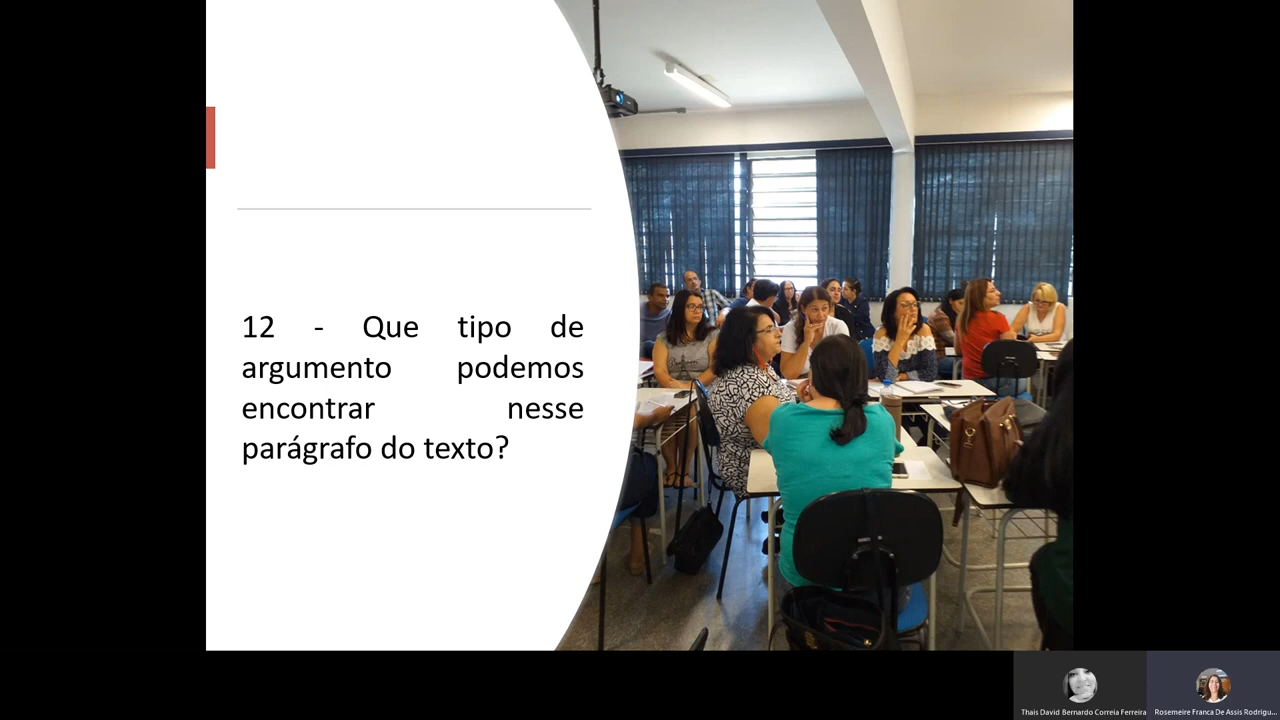 12 - Que tipo de
argumento podemos
encontrar nesse
parágrafo do texto?
Thais David Bernardo Correia Ferreira
Rosemeire Franca De Assis Rodrigu...